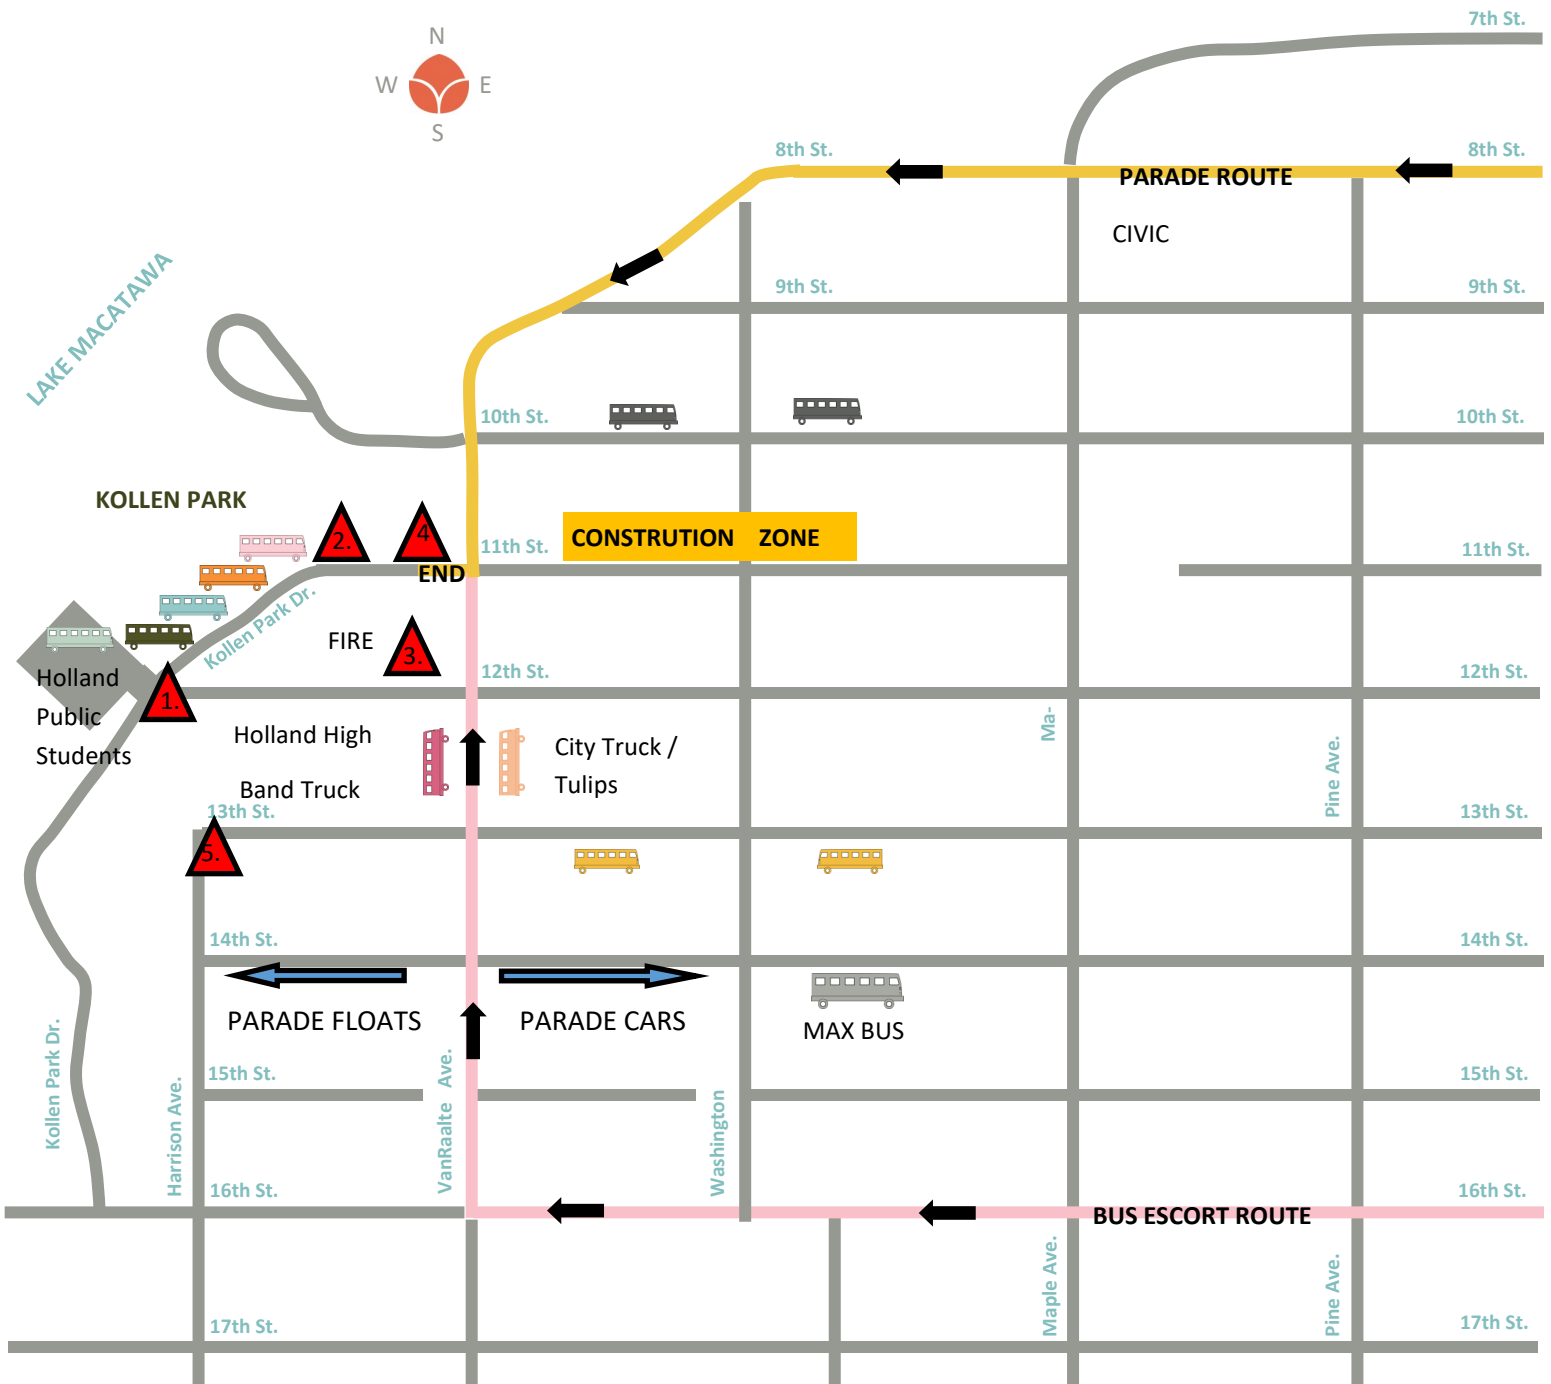 7th St.
N
W E
S
8th St.
8th St.
PARADE ROUTE
CIVIC
LAKE MACATAWA
9th St.
9th St.
10th St.
10th St.
KOLLEN PARK
2.
4
11th St.
CONSTRUTION ZONE
11th St.
END
Kollen Park Dr.
FIRE
3.
Holland
Public
Students
1.
12th St.
12th St.
Holland High
Band Truck
City Truck /
Tulips
Ma-
Pine Ave.
13th St.
13th St.
5.
14th St.
14th St.
PARADE FLOATS
PARADE CARS
MAX BUS
Kollen Park Dr.
Harrison Ave.
15th St.
VanRaalte Ave.
Washington
15th St.
16th St.
16th St.
BUS ESCORT ROUTE
Maple Ave.
Pine Ave.
17th St.
17th St.